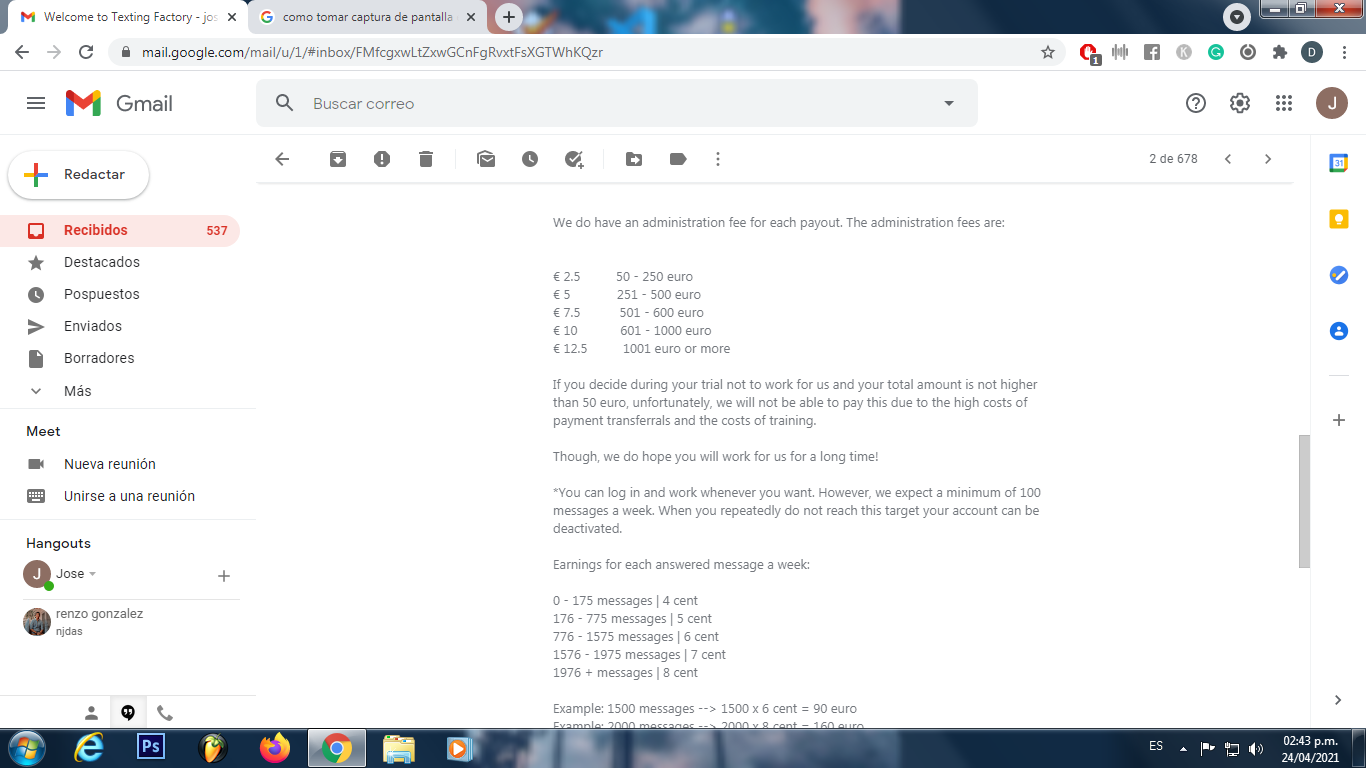 Welcome to Texting Factory - jos
como tomar captura de pantalla
mail.google.com/mail/u/1/#inbox/FMfcgxwLtZxwGCnFgRvxtFsXGTWhKQzr
1
K
G
D
Gmail
Buscar correo
J
Redactar
2 de 678
31
Recibidos 537
Destacados
Pospuestos
Enviados
Borradores
Más
Meet
Nueva reunión
Unirse a una reunión
Hangouts
J Jose
renzo gonzalez
njdas
We do have an administration fee for each payout. The administration fees are:
€ 2.5 50 - 250 euro
€ 5 251 - 500 euro
€ 7.5 501 - 600 euro
€ 10 601 - 1000 euro
€ 12.5 1001 euro or more
If you decide during your trial not to work for us and your total amount is not higher
than 50 euro, unfortunately, we will not be able to pay this due to the high costs of
payment transferrals and the costs of training.
Though, we do hope you will work for us for a long time!
*You can log in and work whenever you want. However, we expect a minimum of 100
messages a week. When you repeatedly do not reach this target your account can be
deactivated.
Earnings for each answered message a week:
0 - 175 messages | 4 cent
176 - 775 messages | 5 cent
776 - 1575 messages | 6 cent
1576 - 1975 messages | 7 cent
1976 + messages | 8 cent
Example: 1500 messages --> 1500 x 6 cent = 90 euro
Example: 2000 messages --> 2000 x 8 cent = 160 euro
Ps
ES
02:43 p.m.
24/04/2021